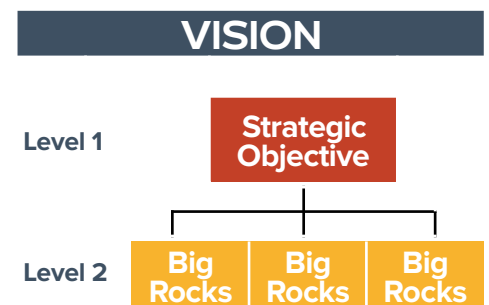 VISION
Level 1
Strategic
Objective
Level 2
Big
Rocks
Big
Rocks
Big
Rocks